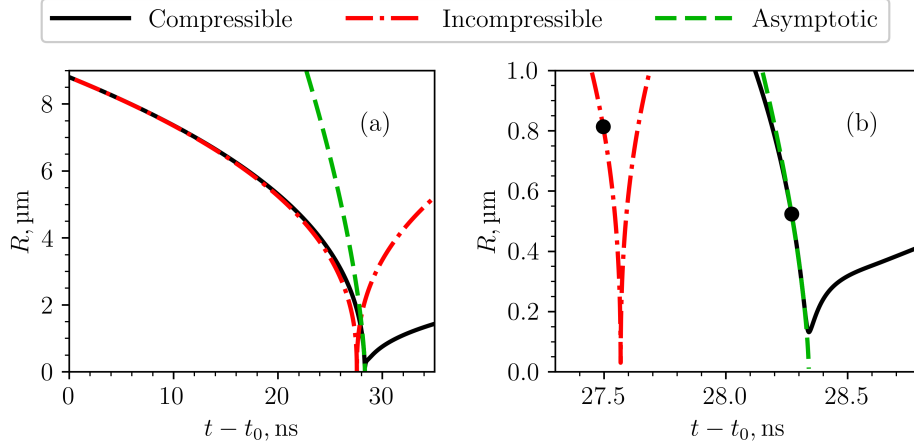 Compressible Incompressible Asymptotic
(a)
R, μm
8
6
4
2
0
0 10 20 30
t − t₀, ns
(b)
R, μm
1.0
0.8
0.6
0.4
0.2
0.0
27.5 28.0 28.5
t − t₀, ns